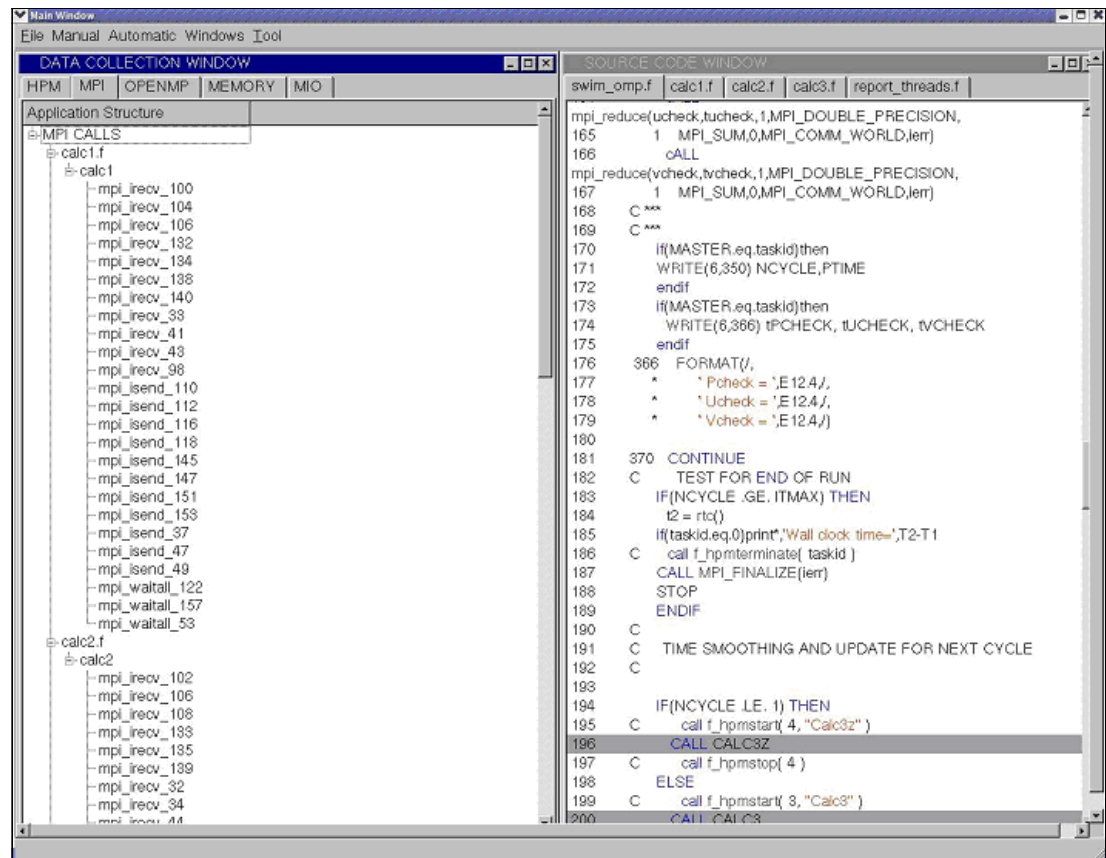 Main Window
File Manual Automatic Windows Tool
DATA COLLECTION WINDOW
HPM MPI OPENMP MEMORY MIO
Application Structure
MPI CALLS
calc1.f
calc1
mpi_irecv_100
mpi_irecv_104
mpi_irecv_106
mpi_irecv_132
mpi_irecv_134
mpi_irecv_138
mpi_irecv_140
mpi_irecv_33
mpi_irecv_41
mpi_irecv_43
mpi_irecv_98
mpi_isend_110
mpi_isend_112
mpi_isend_116
mpi_isend_118
mpi_isend_145
mpi_isend_147
mpi_isend_151
mpi_isend_153
mpi_isend_37
mpi_isend_47
mpi_isend_49
mpi_waitall_122
mpi_waitall_157
mpi_waitall_53
calc2.f
calc2
mpi_irecv_102
mpi_irecv_106
mpi_irecv_108
mpi_irecv_133
mpi_irecv_135
mpi_irecv_139
mpi_irecv_32
mpi_irecv_34
mpi_irecv_44
SOURCE CODE WINDOW
swim_omp.f calc1.f calc2.f calc3.f report_threads.f
mpi_reduce(ucheck,tucheck,1,MPI_DOUBLE_PRECISION,
165 1 MPI_SUM,0,MPI_COMM_WORLD,ierr)
166 cALL
mpi_reduce(vcheck,tvcheck,1,MPI_DOUBLE_PRECISION,
167 1 MPI_SUM,0,MPI_COMM_WORLD,ierr)
168 C ***
169 C ***
170 if(MASTER.eq.taskid)then
171 WRITE(6,350) NCYCLE,PTIME
172 endif
173 if(MASTER.eq.taskid)then
174 WRITE(6,366) tPCHECK, tUCHECK, tVCHECK
175 endif
176 366 FORMAT(/,
177 * ' Pcheck = ',E12.4,/,
178 * ' Ucheck = ',E12.4,/,
179 * ' Vcheck = ',E12.4,/)
180
181 370 CONTINUE
182 C TEST FOR END OF RUN
183 IF(NCYCLE .GE. ITMAX) THEN
184 t2 = rtc()
185 if(taskid.eq.0)print*,'Wall clock time=',T2-T1
186 C call f_hpmterminate( taskid )
187 CALL MPI_FINALIZE(ierr)
188 STOP
189 ENDIF
190 C
191 C TIME SMOOTHING AND UPDATE FOR NEXT CYCLE
192 C
193
194 IF(NCYCLE .LE. 1) THEN
195 C call f_hpmstart( 4, "Calc3z" )
196 CALL CALC3Z
197 C call f_hpmstop( 4 )
198 ELSE
199 C call f_hpmstart( 3, "Calc3" )
200 CALL CALC3